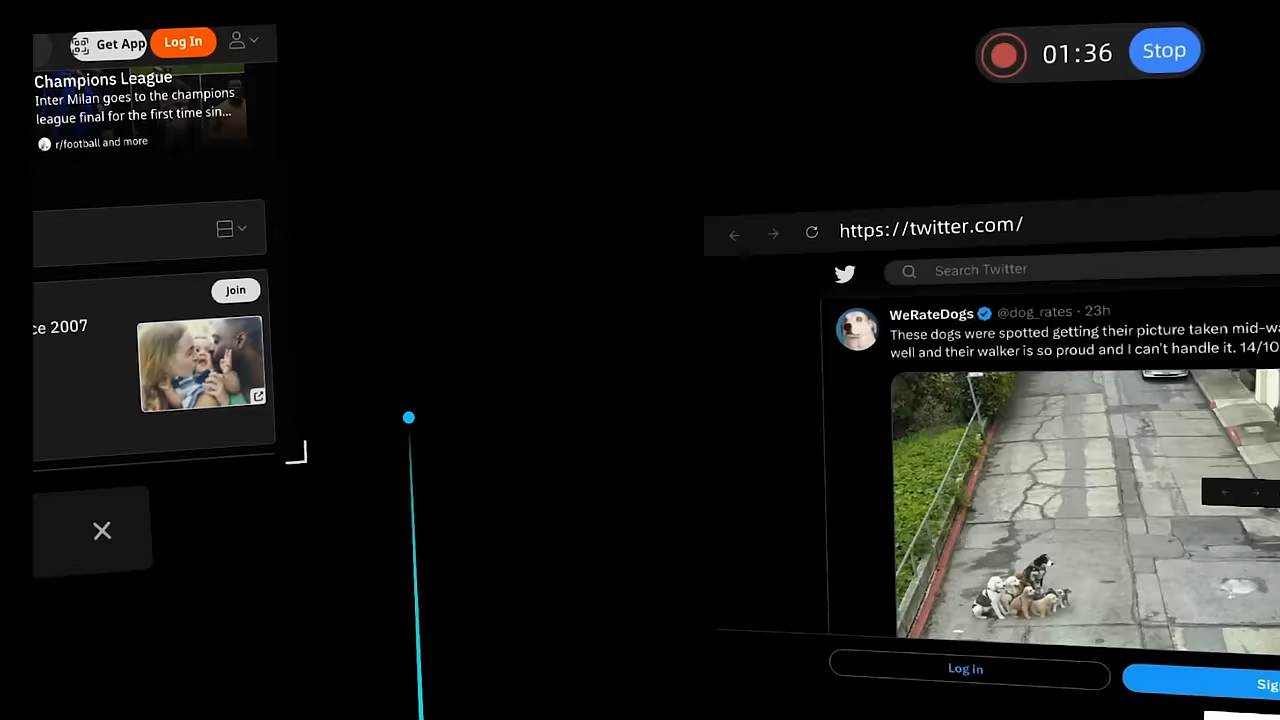 Get App
Log In
Champions League
Inter Milan goes to the champions
league final for the first time sin...
r/football and more
Join
ce 2007
01:36
Stop
https://twitter.com/
Search Twitter
WeRateDogs @dog_rates · 23h
These dogs were spotted getting their picture taken mid-wa
well and their walker is so proud and I can't handle it. 14/10
Log in
Sig